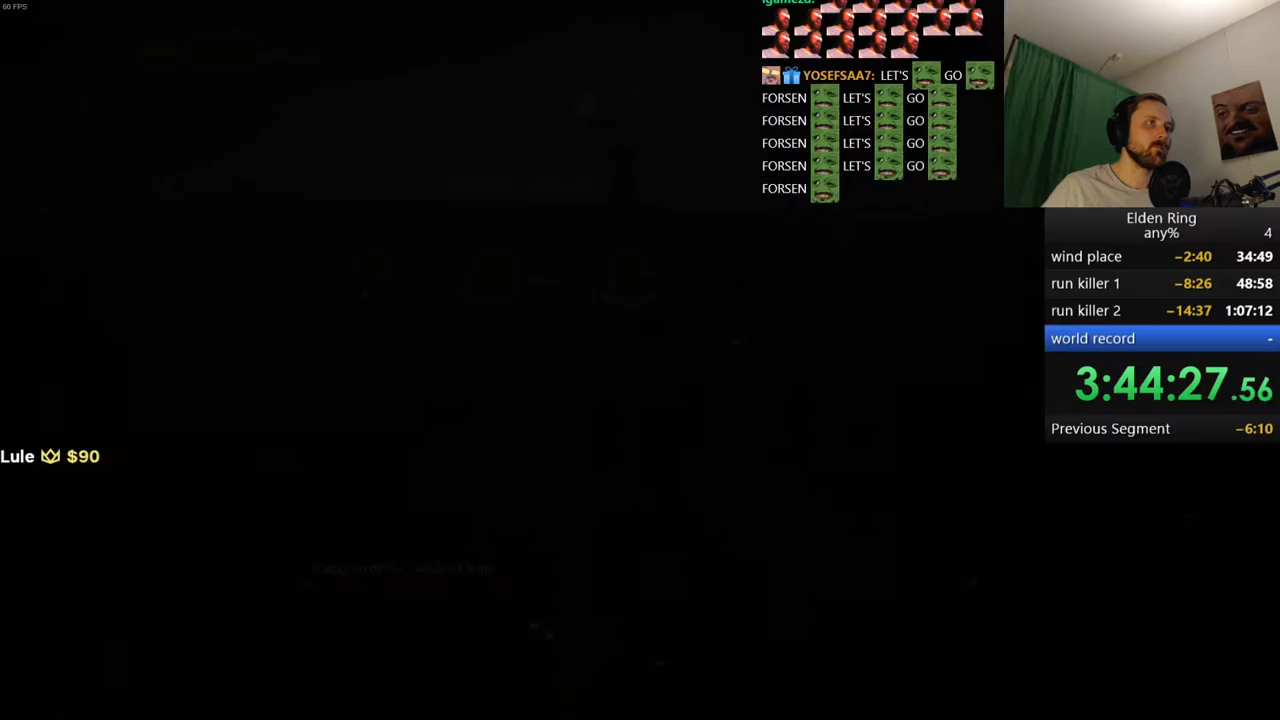 60 FPS
YOSEFSAA7: LET'S GO
FORSEN LET'S GO
FORSEN LET'S GO
FORSEN LET'S GO
FORSEN LET'S GO
FORSEN
Elden Ring
any% 4
wind place -2:40 34:49
run killer 1 -8:26 48:58
run killer 2 -14:37 1:07:12
world record -
3:44:27.56
Previous Segment -6:10
Lule $90